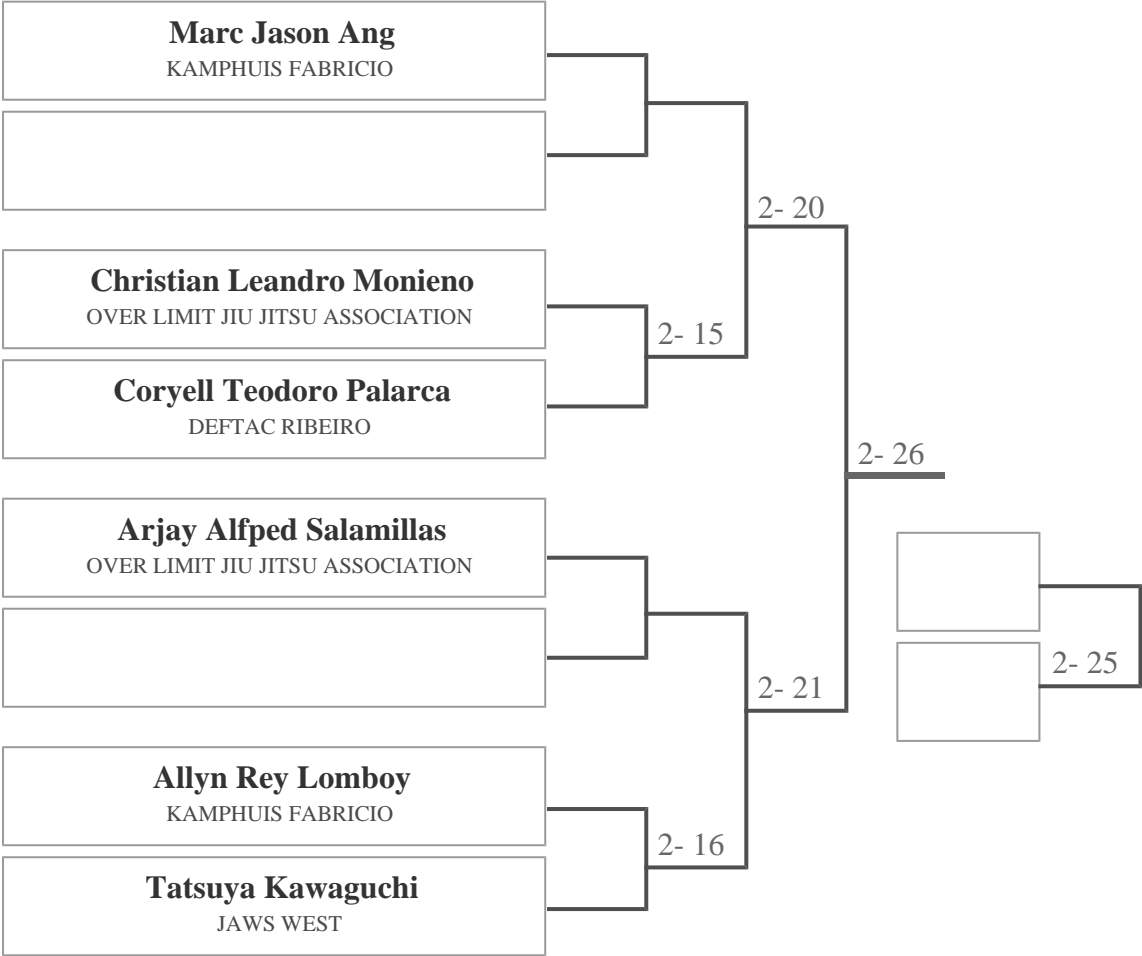 Marc Jason Ang
KAMPHUIS FABRICIO
2- 20
Christian Leandro Monieno
OVER LIMIT JIU JITSU ASSOCIATION
2- 15
Coryell Teodoro Palarca
DEFTAC RIBEIRO
2- 26
Arjay Alfped Salamillas
OVER LIMIT JIU JITSU ASSOCIATION
2- 25
2- 21
Allyn Rey Lomboy
KAMPHUIS FABRICIO
2- 16
Tatsuya Kawaguchi
JAWS WEST